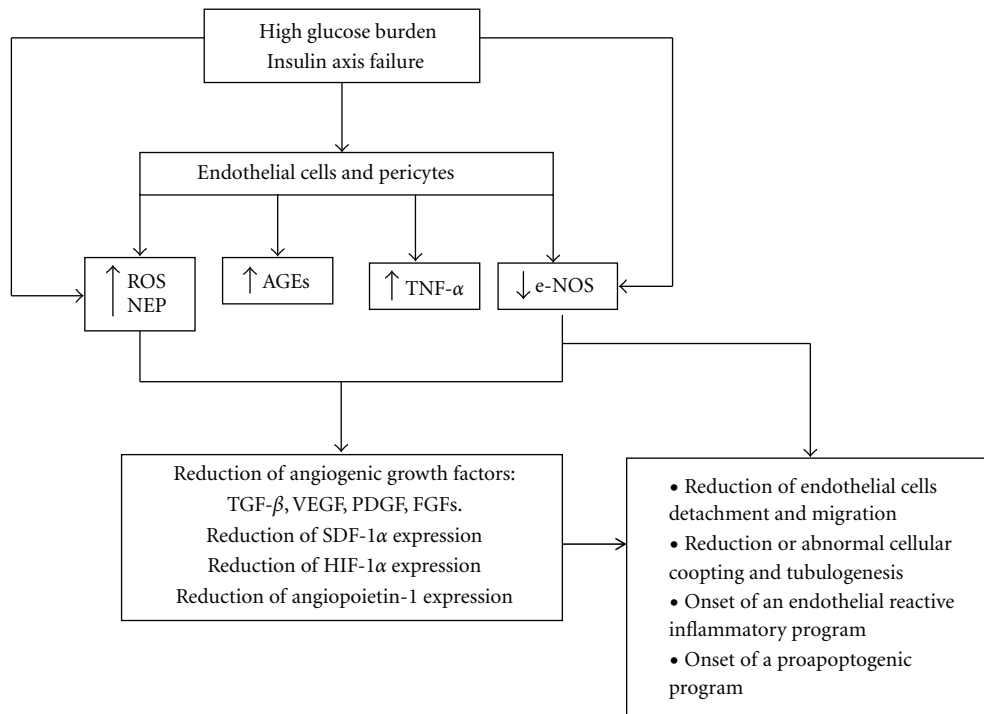 High glucose burden
Insulin axis failure
Endothelial cells and pericytes
↑ ROS
NEP
↑ AGEs
↑ TNF-α
↓ e-NOS
Reduction of angiogenic growth factors:
TGF-β, VEGF, PDGF, FGFs.
Reduction of SDF-1α expression
Reduction of HIF-1α expression
Reduction of angiopoietin-1 expression
• Reduction of endothelial cells
detachment and migration
• Reduction or abnormal cellular
coopting and tubulogenesis
• Onset of an endothelial reactive
inflammatory program
• Onset of a proapoptogenic
program